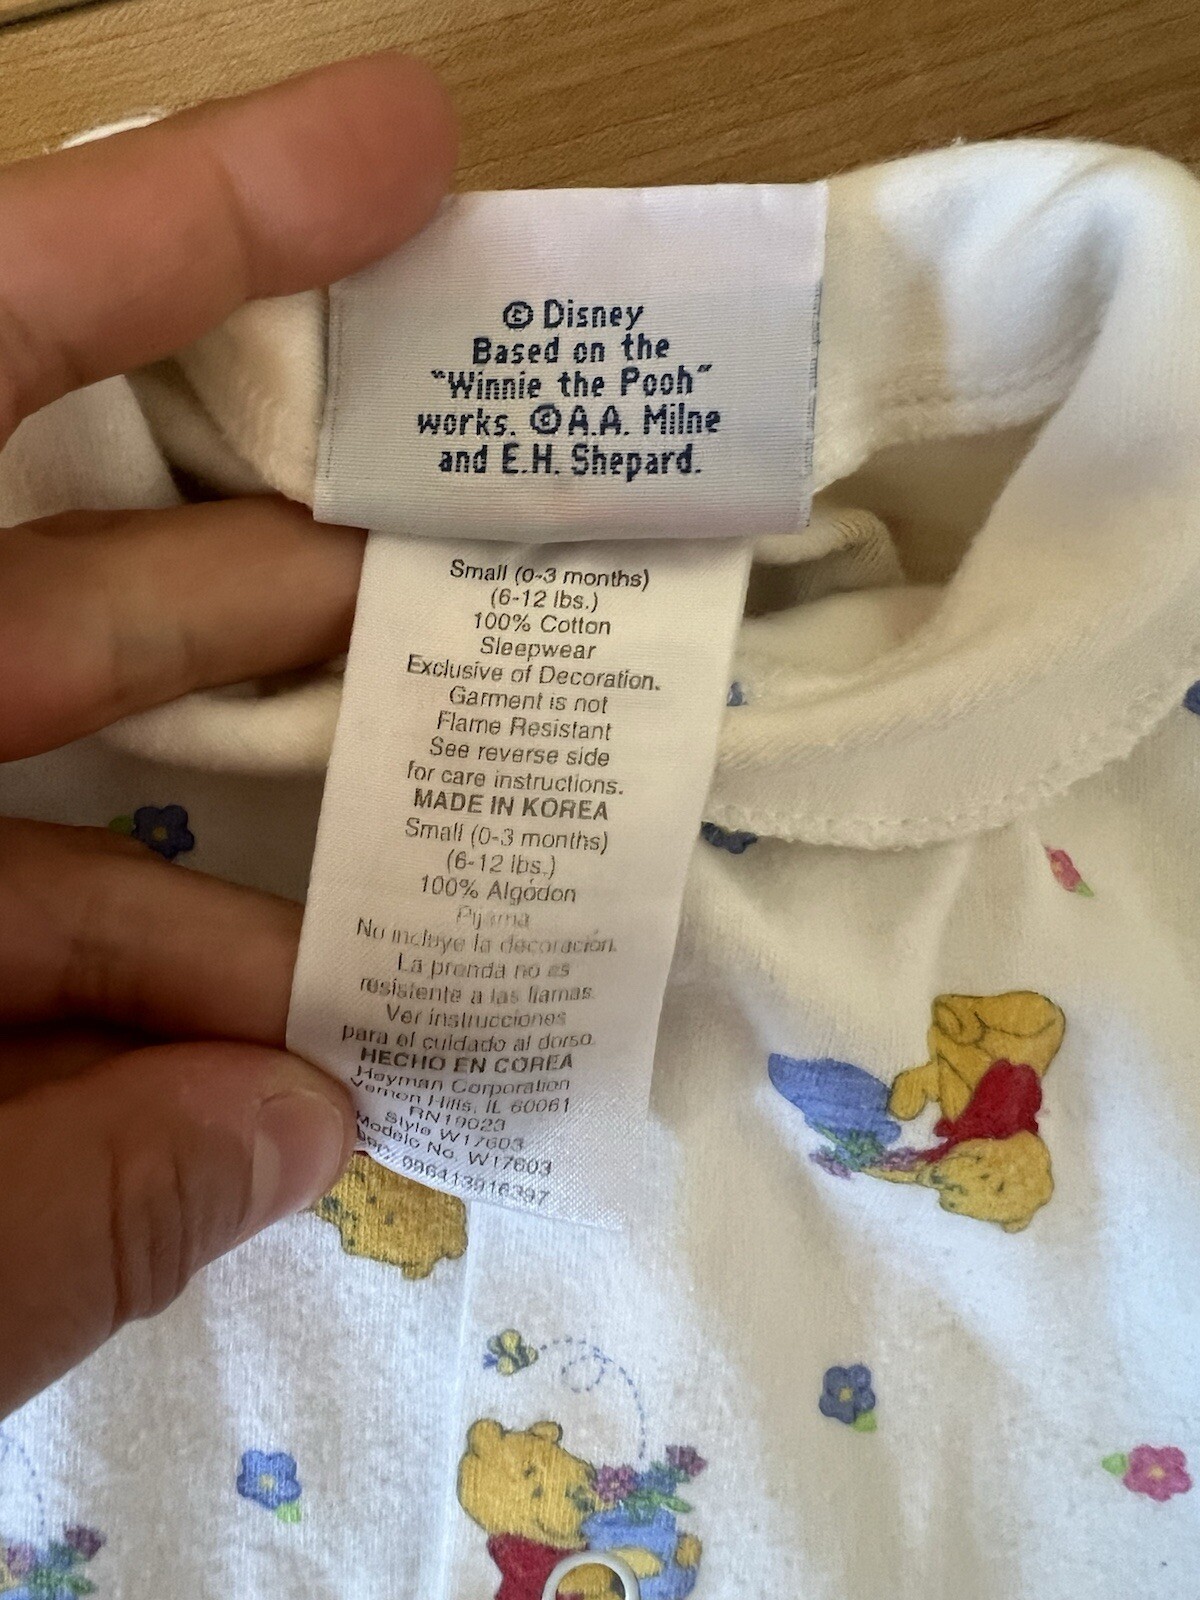 © Disney
Based on the
"Winnie the Pooh"
works. © A.A. Milne
and E.H. Shepard.
Small (0-3 months)
(6-12 lbs.)
100% Cotton
Sleepwear
Exclusive of Decoration.
Garment is not
Flame Resistant
See reverse side
for care instructions.
MADE IN KOREA
Small (0-3 months)
(6-12 lbs.)
100% Algódon
Pijama
No incluye la decoración.
La prenda no es
resistente a las llamas.
Ver instrucciones
para el cuidado al dorso.
HECHO EN COREA
Hayman Corporation
Vernon Hills, IL 60061
RN19023
Style W17603
Modelo No. W17603
096413916397